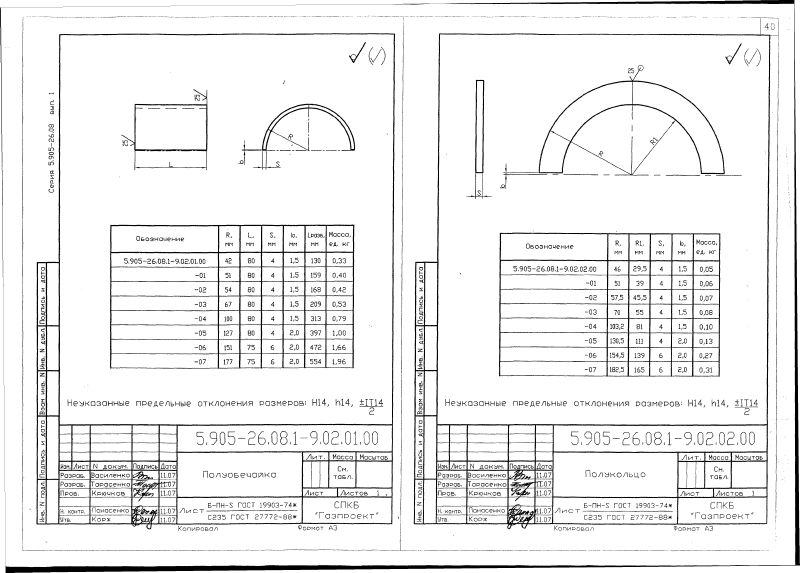 40
Серия 5.905-26.08 вып. 1
25
25
R
L
b
S
Обозначение R, мм L, мм S, мм b, мм Lразв, мм Масса, ед. кг
5.905-26.08.1-9.02.01.00 42 80 4 1,5 130 0,33
-01 51 80 4 1,5 159 0,40
-02 54 80 4 1,5 168 0,42
-03 67 80 4 1,5 209 0,53
-04 100 80 4 1,5 313 0,79
-05 127 80 4 2,0 397 1,00
-06 151 75 6 2,0 472 1,66
-07 177 75 6 2,0 554 1,96
Неуказанные предельные отклонения размеров: H14, h14, ±IT14
2
5.905-26.08.1-9.02.01.00
Изм. Лист N докум. Подпись Дата
Разраб. Василенко 11.07
Разраб. Тарасенко 11.07
Пров. Крючков 11.07
Н. контр. Панасенко 11.07
Утв. Корж 11.07
Полуобечайка
Лит. Масса Масштаб
См. табл.
Лист Листов 1
Лист Б-ПН-S ГОСТ 19903-74*
С235 ГОСТ 27772-88*
СПКБ
"Газпроект"
Копировал Формат А3
Инв. N подл. Подпись и дата Взам инв. N Инв. N дубл. Подпись и дата
25
R
R1
S
b
Обозначение R, мм R1, мм S, мм b, мм Масса, ед. кг
5.905-26.08.1-9.02.02.00 46 29,5 4 1,5 0,05
-01 51 39 4 1,5 0,06
-02 57,5 45,5 4 1,5 0,07
-03 70 55 4 1,5 0,08
-04 103,2 81 4 1,5 0,10
-05 130,5 111 4 2,0 0,13
-06 154,5 139 6 2,0 0,27
-07 182,5 165 6 2,0 0,31
Неуказанные предельные отклонения размеров: H14, h14, ±IT14
2
5.905-26.08.1-9.02.02.00
Изм. Лист N докум. Подпись Дата
Разраб. Василенко 11.07
Разраб. Тарасенко 11.07
Пров. Крючков 11.07
Н. контр. Панасенко 11.07
Утв. Корж 11.07
Полукольцо
Лит. Масса Масштаб
См. табл.
Лист Листов 1
Лист Б-ПН-S ГОСТ 19903-74*
С235 ГОСТ 27772-88*
СПКБ
"Газпроект"
Копировал Формат А3
Инв. N подл. Подпись и дата Взам инв. N Инв. N дубл. Подпись и дата